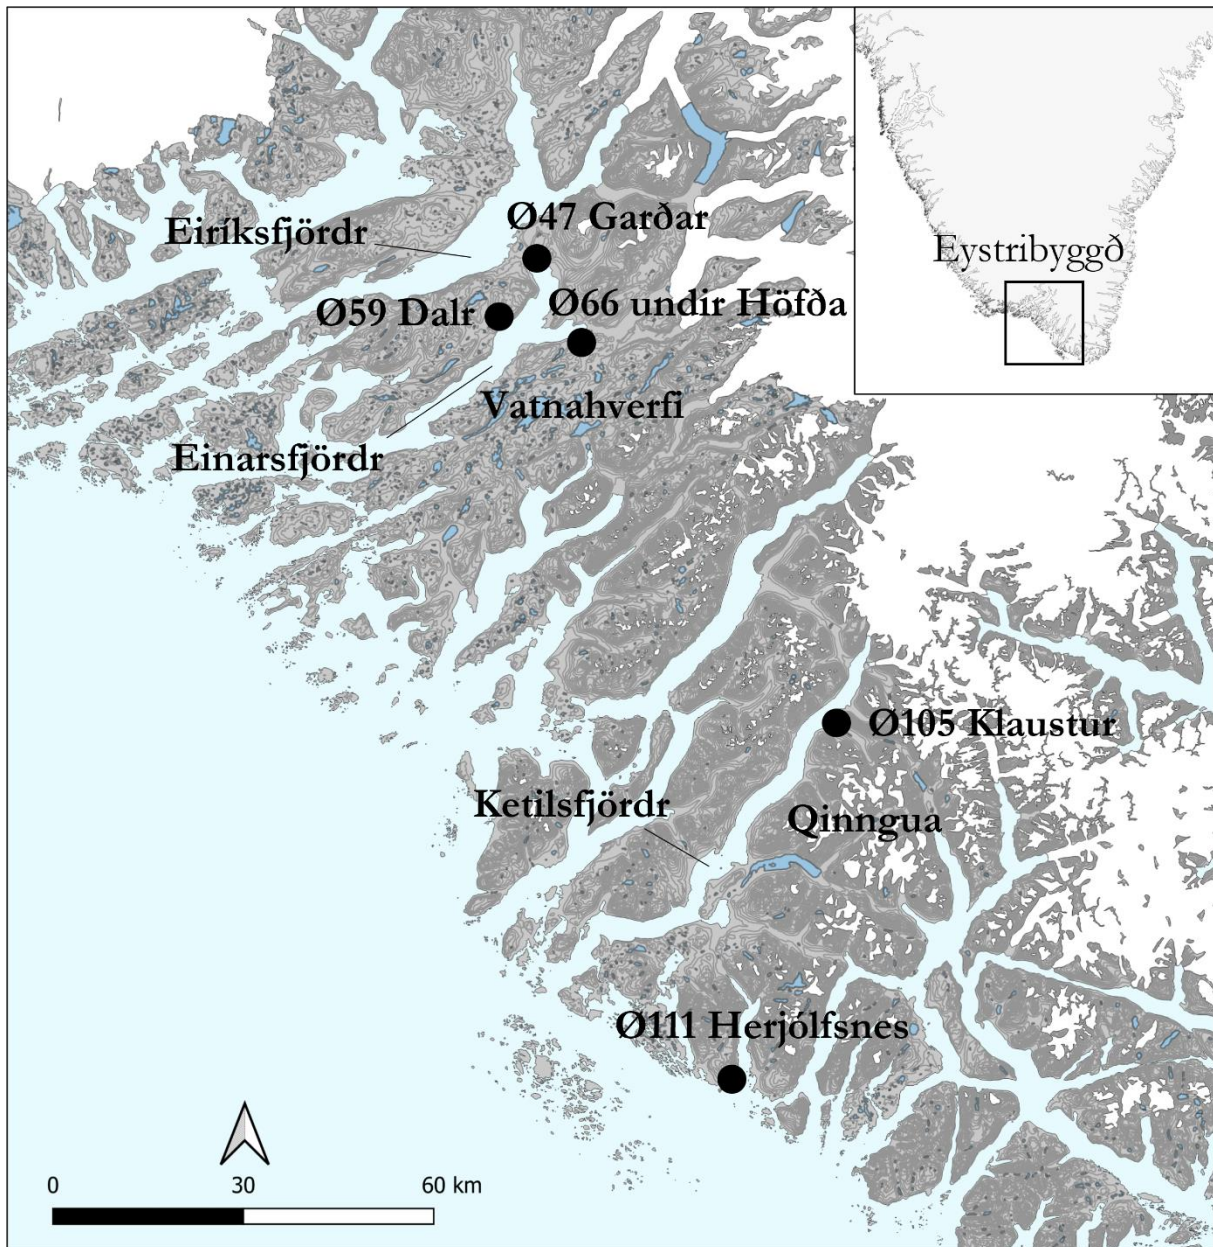 Eystribyggð
Eiríksfjördr
Ø47 Garðar
Ø59 Dalr
Ø66 undir Höfða
Vatnahverfi
Einarsfjördr
Ø105 Klaustur
Ketilsfjördr
Qinngua
Ø111 Herjólfsnes
0 30 60 km